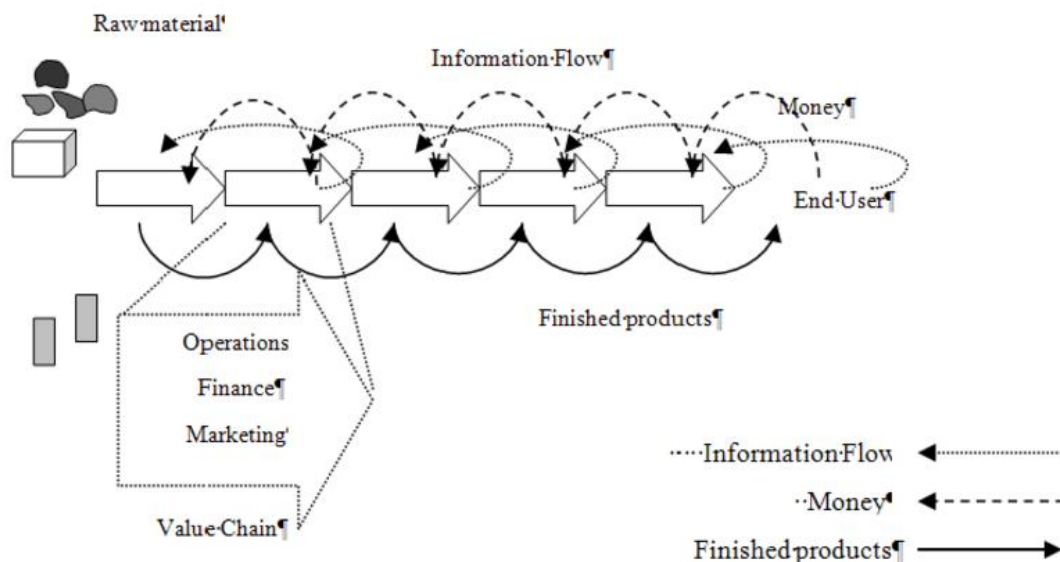 Raw·material¶
Information·Flow¶
Money¶
End·User¶
Finished·products¶
Operations
Finance¶
Marketing
Value·Chain¶
····Information·Flow
··Money¶
Finished·products¶